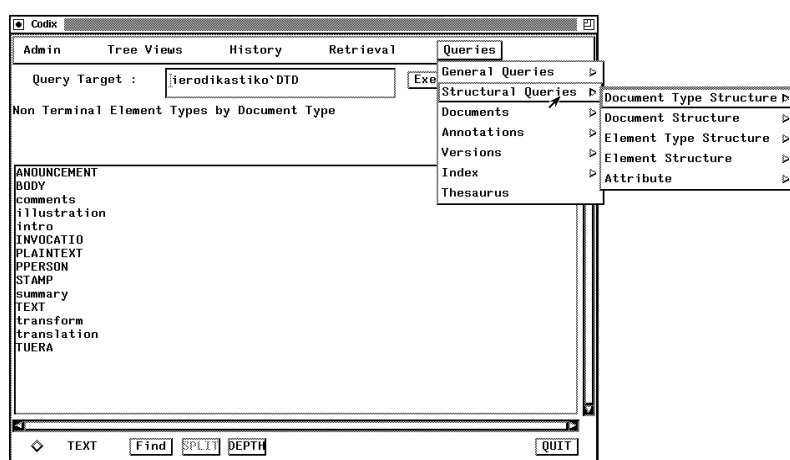 Codix
Admin Tree Views History Retrieval Queries
Query Target : ierodikastiko`DTD Exe
Non Terminal Element Types by Document Type
General Queries
Structural Queries
Documents
Annotations
Versions
Index
Thesaurus
Document Type Structure
Document Structure
Element Type Structure
Element Structure
Attribute
ANOUNCEMENT
BODY
comments
illustration
intro
INVOCATIO
PLAINTEXT
PPERSON
STAMP
summary
TEXT
transform
translation
TUERA
TEXT Find SPLIT DEPTH QUIT